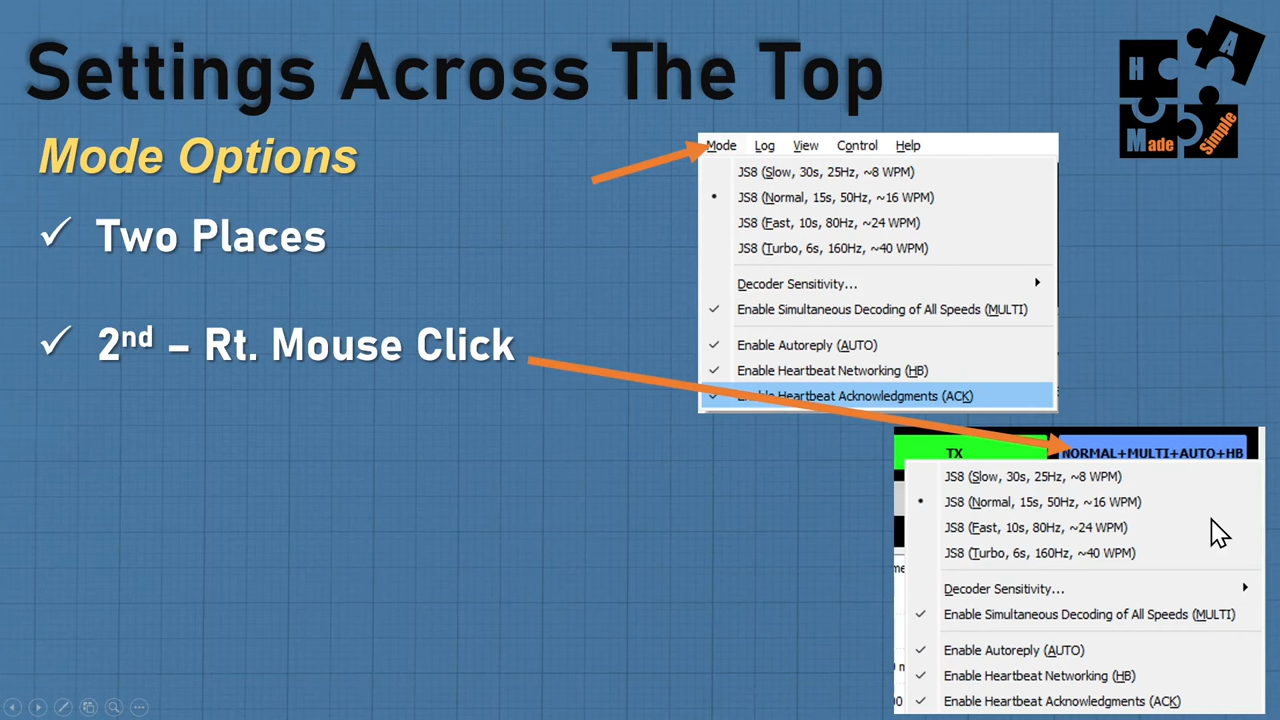 Settings Across The Top
H A
Made Simple
Mode Options
✓ Two Places
✓ 2nd – Rt. Mouse Click
Mode Log View Control Help
JS8 (Slow, 30s, 25Hz, ~8 WPM)
• JS8 (Normal, 15s, 50Hz, ~16 WPM)
JS8 (Fast, 10s, 80Hz, ~24 WPM)
JS8 (Turbo, 6s, 160Hz, ~40 WPM)
Decoder Sensitivity...
✓ Enable Simultaneous Decoding of All Speeds (MULTI)
✓ Enable Autoreply (AUTO)
✓ Enable Heartbeat Networking (HB)
✓ Enable Heartbeat Acknowledgments (ACK)
TX NORMAL+MULTI+AUTO+HB
JS8 (Slow, 30s, 25Hz, ~8 WPM)
• JS8 (Normal, 15s, 50Hz, ~16 WPM)
JS8 (Fast, 10s, 80Hz, ~24 WPM)
JS8 (Turbo, 6s, 160Hz, ~40 WPM)
Decoder Sensitivity...
✓ Enable Simultaneous Decoding of All Speeds (MULTI)
✓ Enable Autoreply (AUTO)
✓ Enable Heartbeat Networking (HB)
✓ Enable Heartbeat Acknowledgments (ACK)